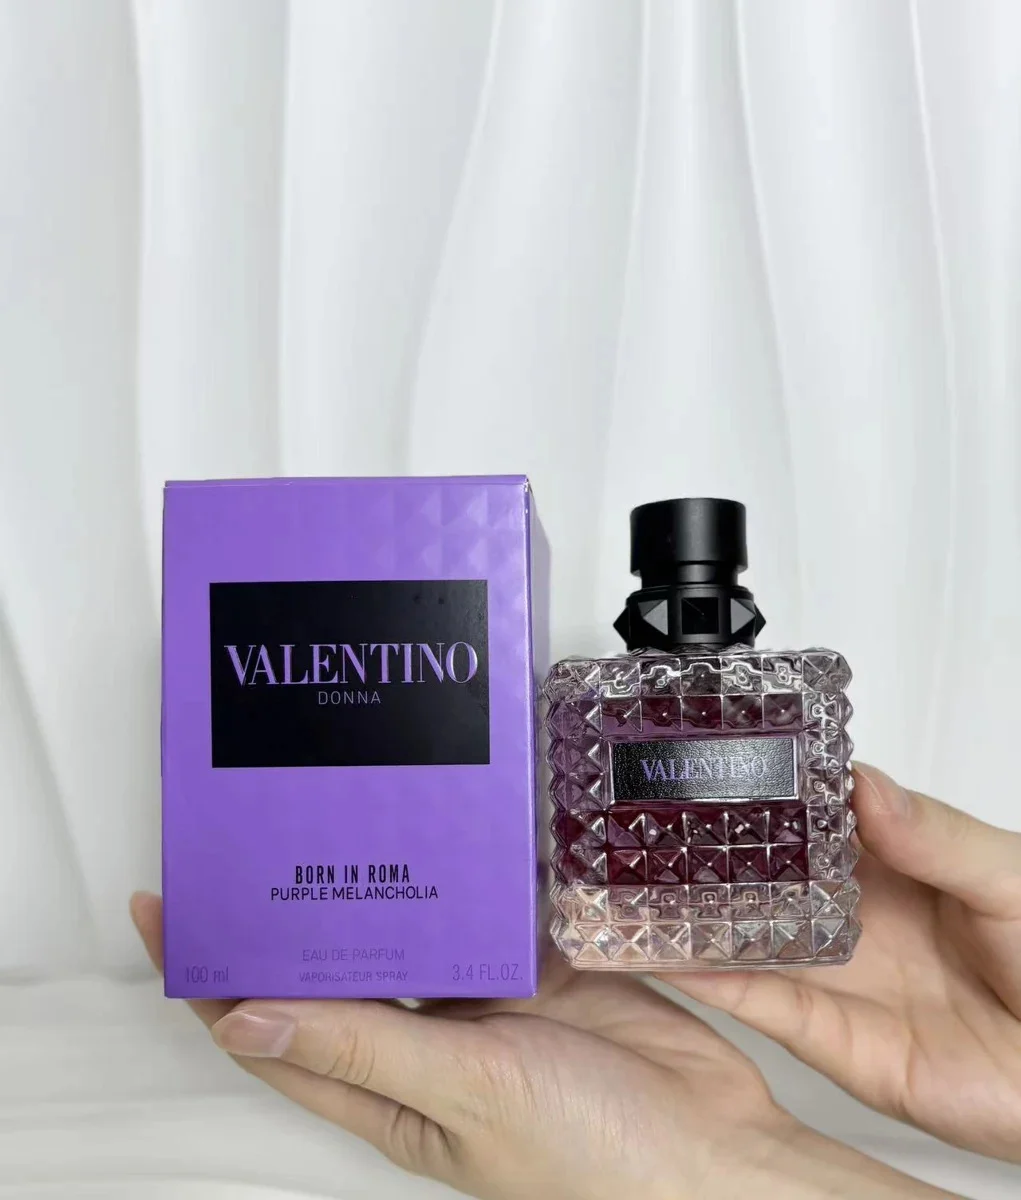 VALENTINO
DONNA
BORN IN ROMA
PURPLE MELANCHOLIA
EAU DE PARFUM
100 ml VAPORISATEUR SPRAY 3.4 FL.OZ.
VALENTINO